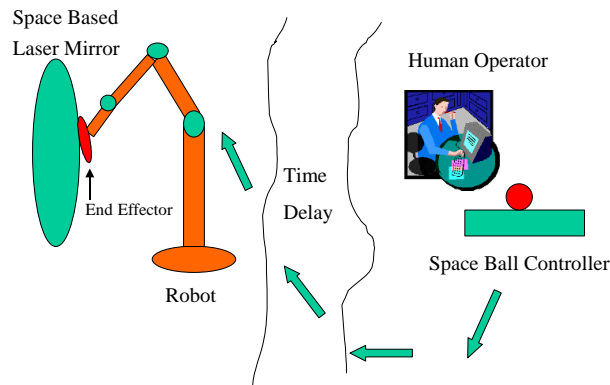 Space Based
Laser Mirror
End Effector
Robot
Time
Delay
Human Operator
Space Ball Controller